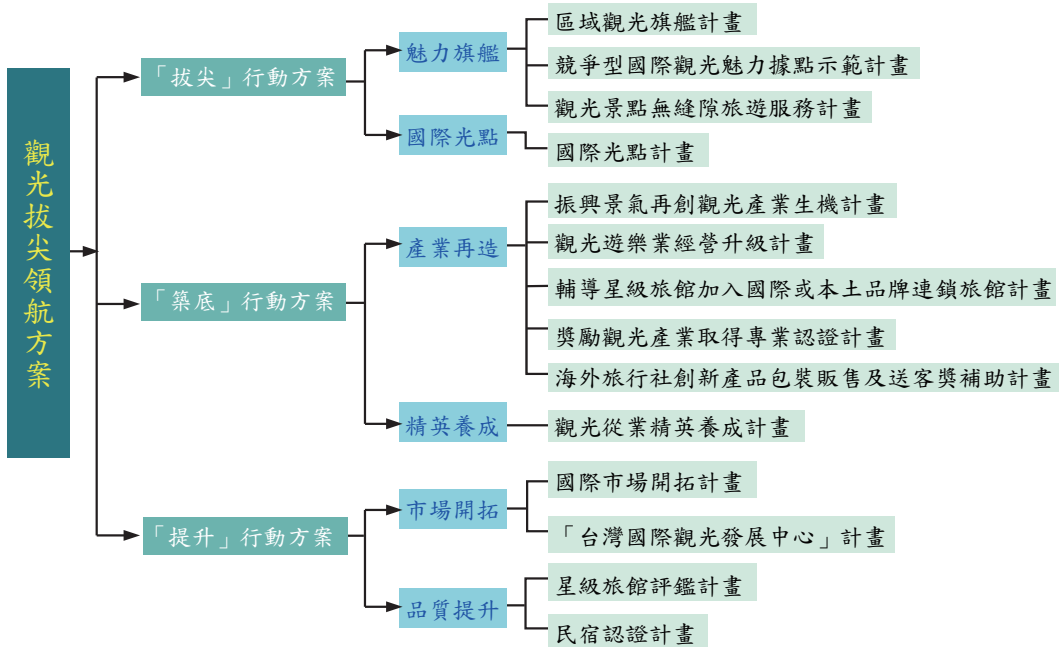 觀光拔尖領航方案
「拔尖」行動方案
魅力旗艦
區域觀光旗艦計畫
競爭型國際觀光魅力據點示範計畫
觀光景點無縫隙旅遊服務計畫
國際光點
國際光點計畫
「築底」行動方案
產業再造
振興景氣再創觀光產業生機計畫
觀光遊樂業經營升級計畫
輔導星級旅館加入國際或本土品牌連鎖旅館計畫
獎勵觀光產業取得專業認證計畫
海外旅行社創新產品包裝販售及送客獎補助計畫
精英養成
觀光從業精英養成計畫
「提升」行動方案
市場開拓
國際市場開拓計畫
「台灣國際觀光發展中心」計畫
品質提升
星級旅館評鑑計畫
民宿認證計畫